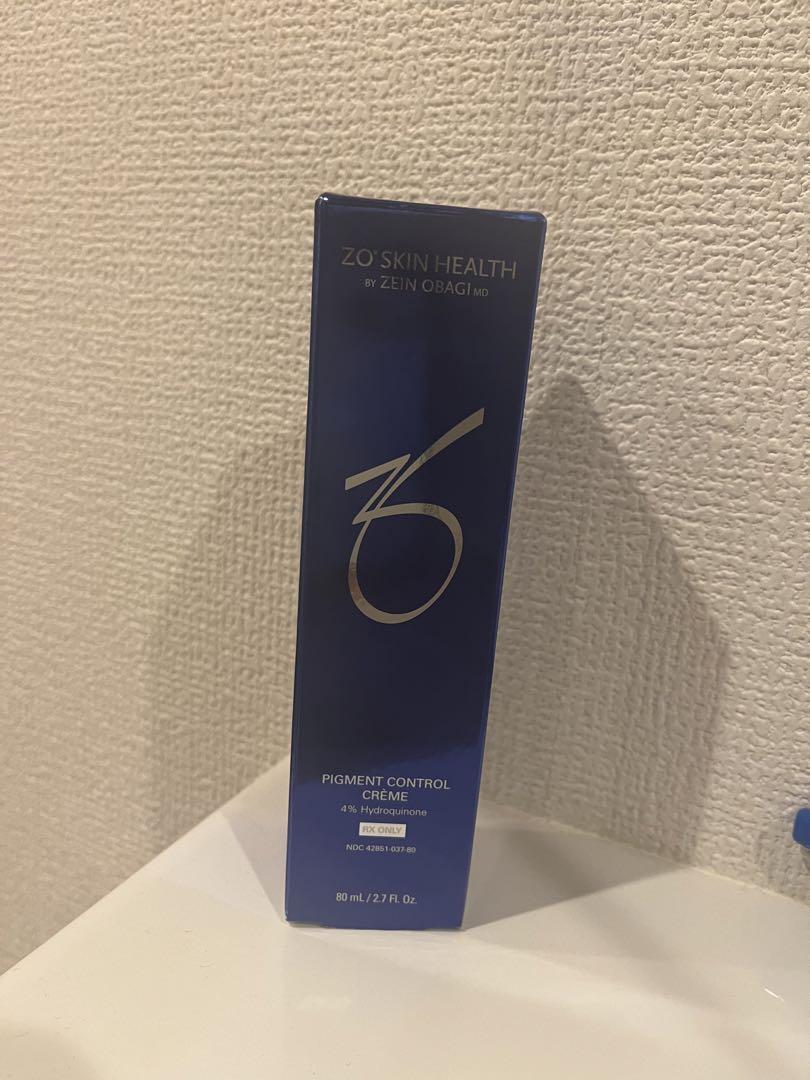 ZO® SKIN HEALTH
BY ZEIN OBAGI MD
PIGMENT CONTROL
CRÈME
4% Hydroquinone
RX ONLY
NDC 42851-037-80
80 mL / 2.7 Fl. Oz.